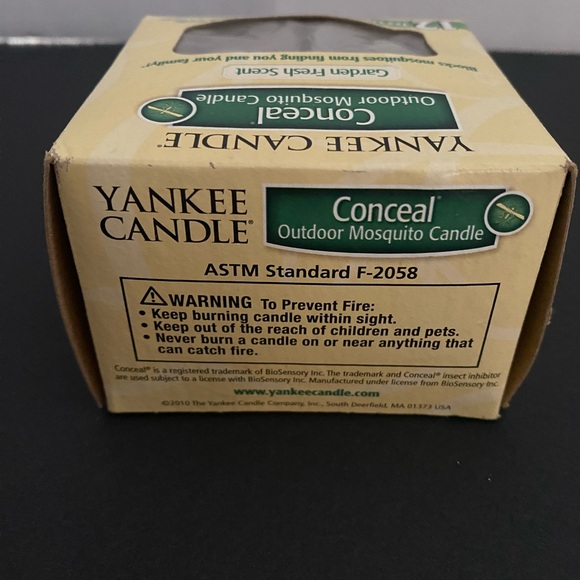 Blocks mosquitoes from finding you and your family!*
Garden Fresh Scent
Conceal®
Outdoor Mosquito Candle
YANKEE CANDLE®
YANKEE
CANDLE®
Conceal®
Outdoor Mosquito Candle
ASTM Standard F-2058
WARNING To Prevent Fire:
• Keep burning candle within sight.
• Keep out of the reach of children and pets.
• Never burn a candle on or near anything that
can catch fire.
Conceal® is a registered trademark of BioSensory Inc. The trademark and Conceal® insect inhibitor
are used subject to a license with BioSensory Inc. Manufactured under license from BioSensory Inc.
www.yankeecandle.com
©2010 The Yankee Candle Company, Inc., South Deerfield, MA 01373 USA